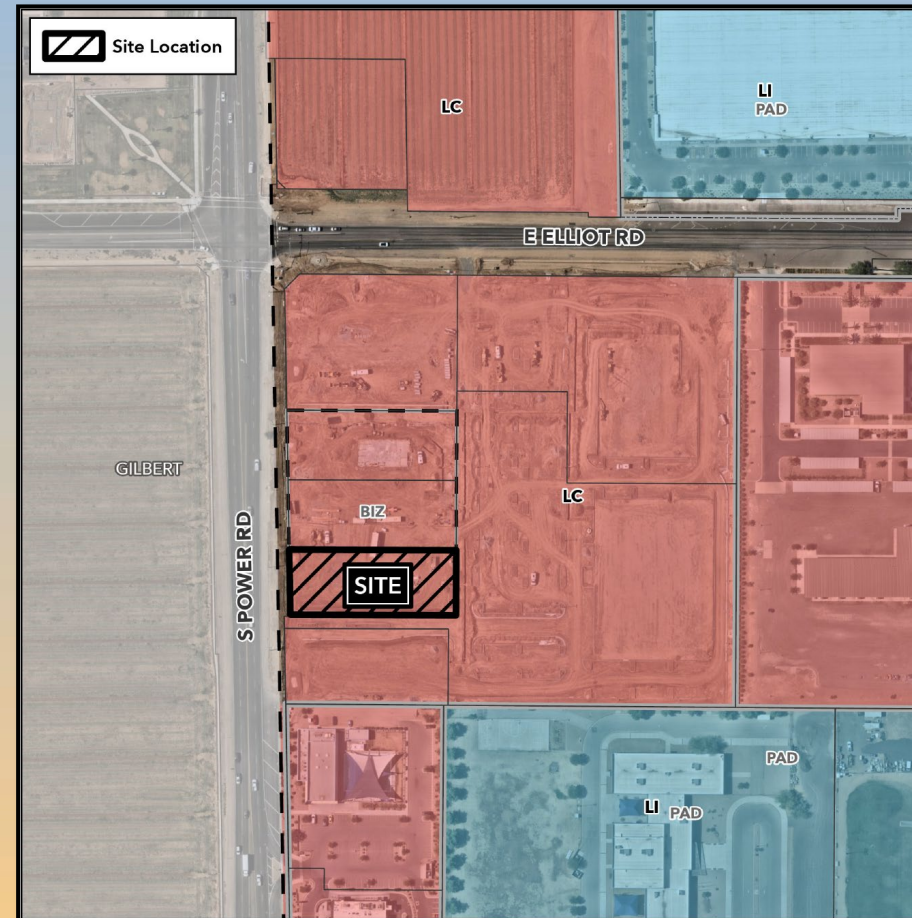 Site Location
LC
LI
PAD
E ELLIOT RD
GILBERT
LC
BIZ
S POWER RD
SITE
PAD
LI
PAD